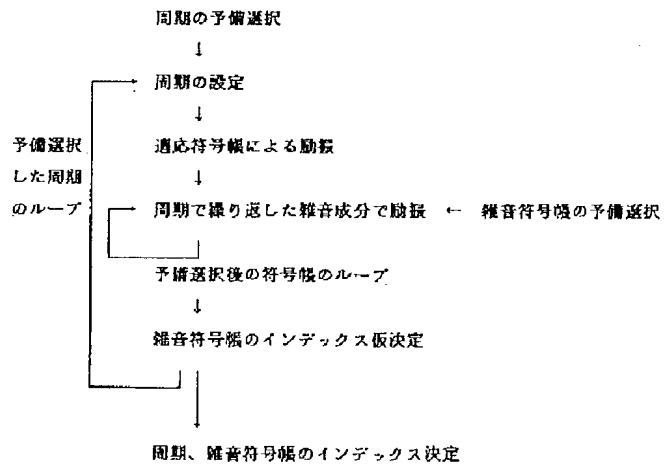 周期の予備選択
↓
周期の設定
↓
予備選択
した周期
のループ
適応符号帳による励振
↓
周期で繰り返した雑音成分で励振 ← 雑音符号帳の予備選択
予備選択後の符号帳のループ
↓
雑音符号帳のインデックス仮決定
周期、雑音符号帳のインデックス決定